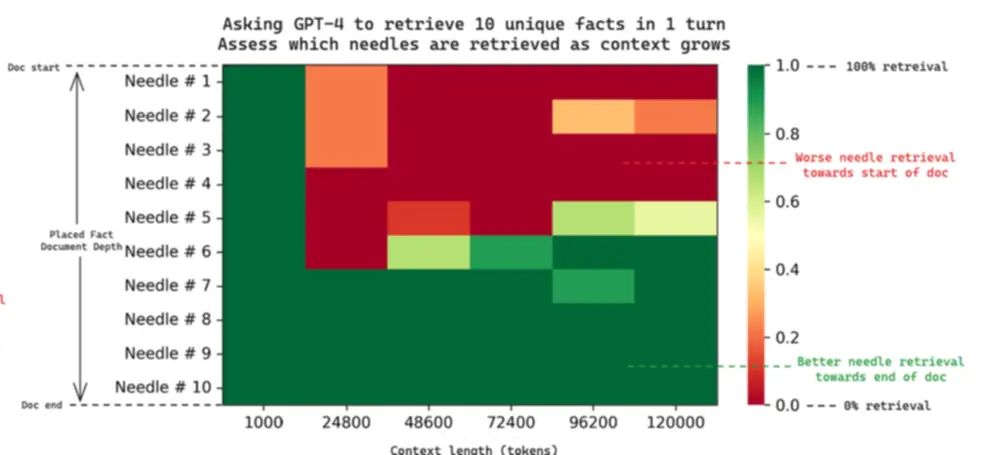 Asking GPT-4 to retrieve 10 unique facts in 1 turn
Assess which needles are retrieved as context grows
Doc start
Needle # 1
Needle # 2
Needle # 3
Needle # 4
Needle # 5
Placed Fact
Document Depth
Needle # 6
Needle # 7
Needle # 8
Needle # 9
Needle # 10
Doc end
1000 24800 48600 72400 96200 120000
Context length (tokens)
1.0
0.8
0.6
0.4
0.2
0.0
100% retreival
Worse needle retrieval
towards start of doc
Better needle retrieval
towards end of doc
0% retrieval